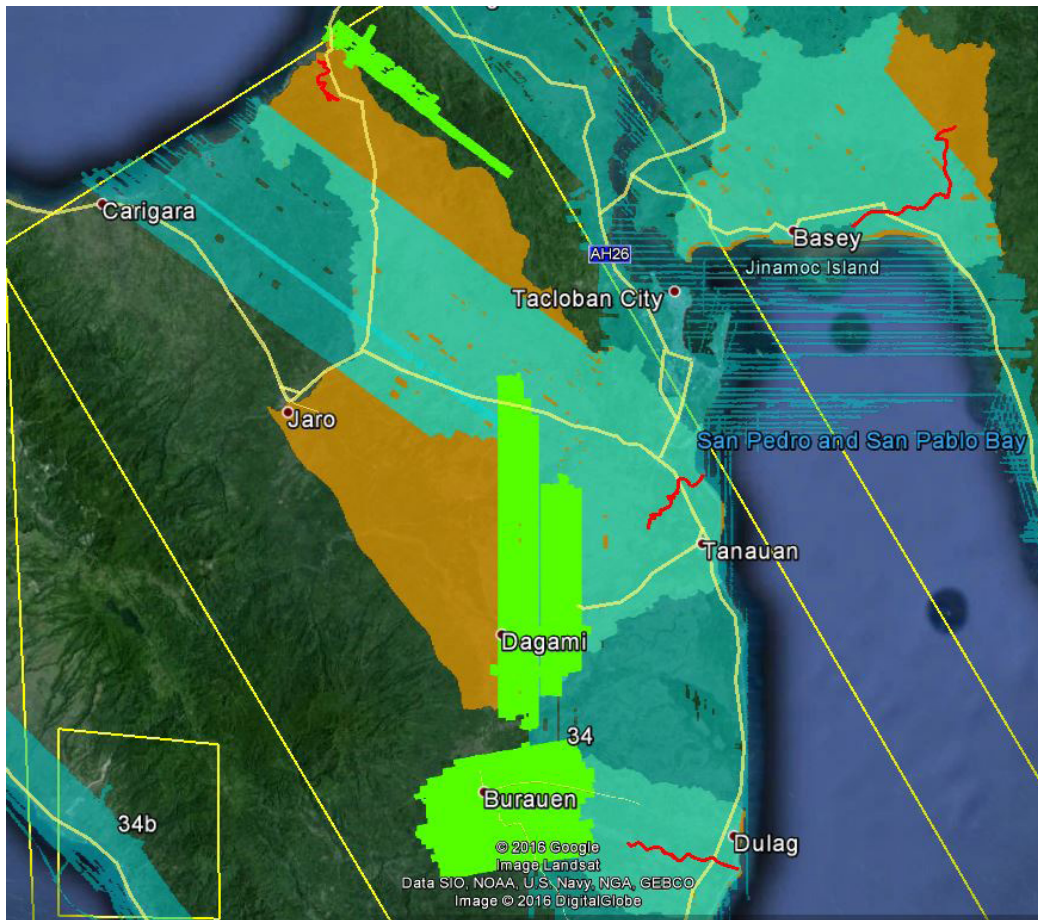 Carigara
AH26
Basey
Jinamoc Island
Tacloban City
Jaro
San Pedro and San Pablo Bay
Tanauan
Dagami
34
Burauen
34b
Dulag
© 2016 Google
Image Landsat
Data SIO, NOAA, U.S. Navy, NGA, GEBCO
Image © 2016 DigitalGlobe